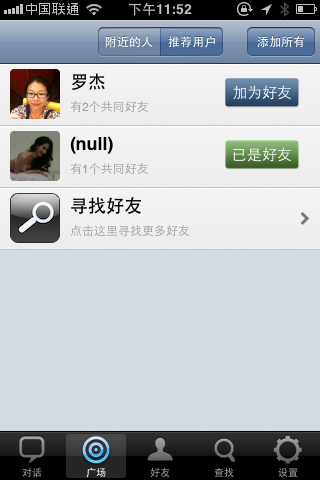 中国联通 下午11:52
附近的人 推荐用户 添加所有
罗杰
有2个共同好友
加为好友
(null)
有1个共同好友
已是好友
寻找好友
点击这里寻找更多好友
对话 广场 好友 查找 设置